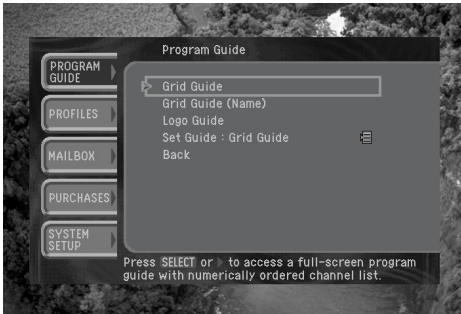 Program Guide
PROGRAM
GUIDE
PROFILES
MAILBOX
PURCHASES
SYSTEM
SETUP
Grid Guide
Grid Guide (Name)
Logo Guide
Set Guide : Grid Guide
Back
Press SELECT or to access a full-screen program
guide with numerically ordered channel list.